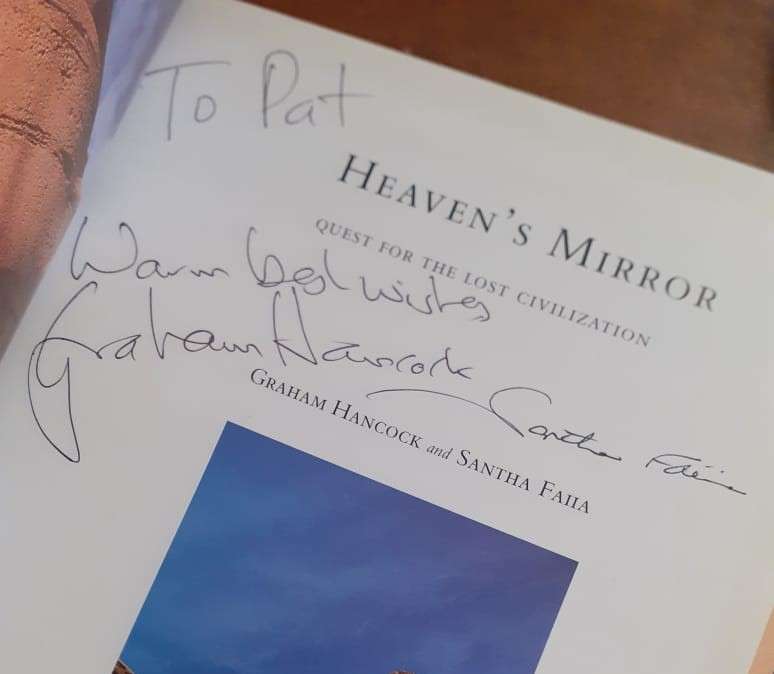 To Pat
HEAVEN'S MIRROR
QUEST FOR THE LOST CIVILIZATION
Warm best wishes
Graham Hancock
Santha Faiia
GRAHAM HANCOCK and SANTHA FAIIA